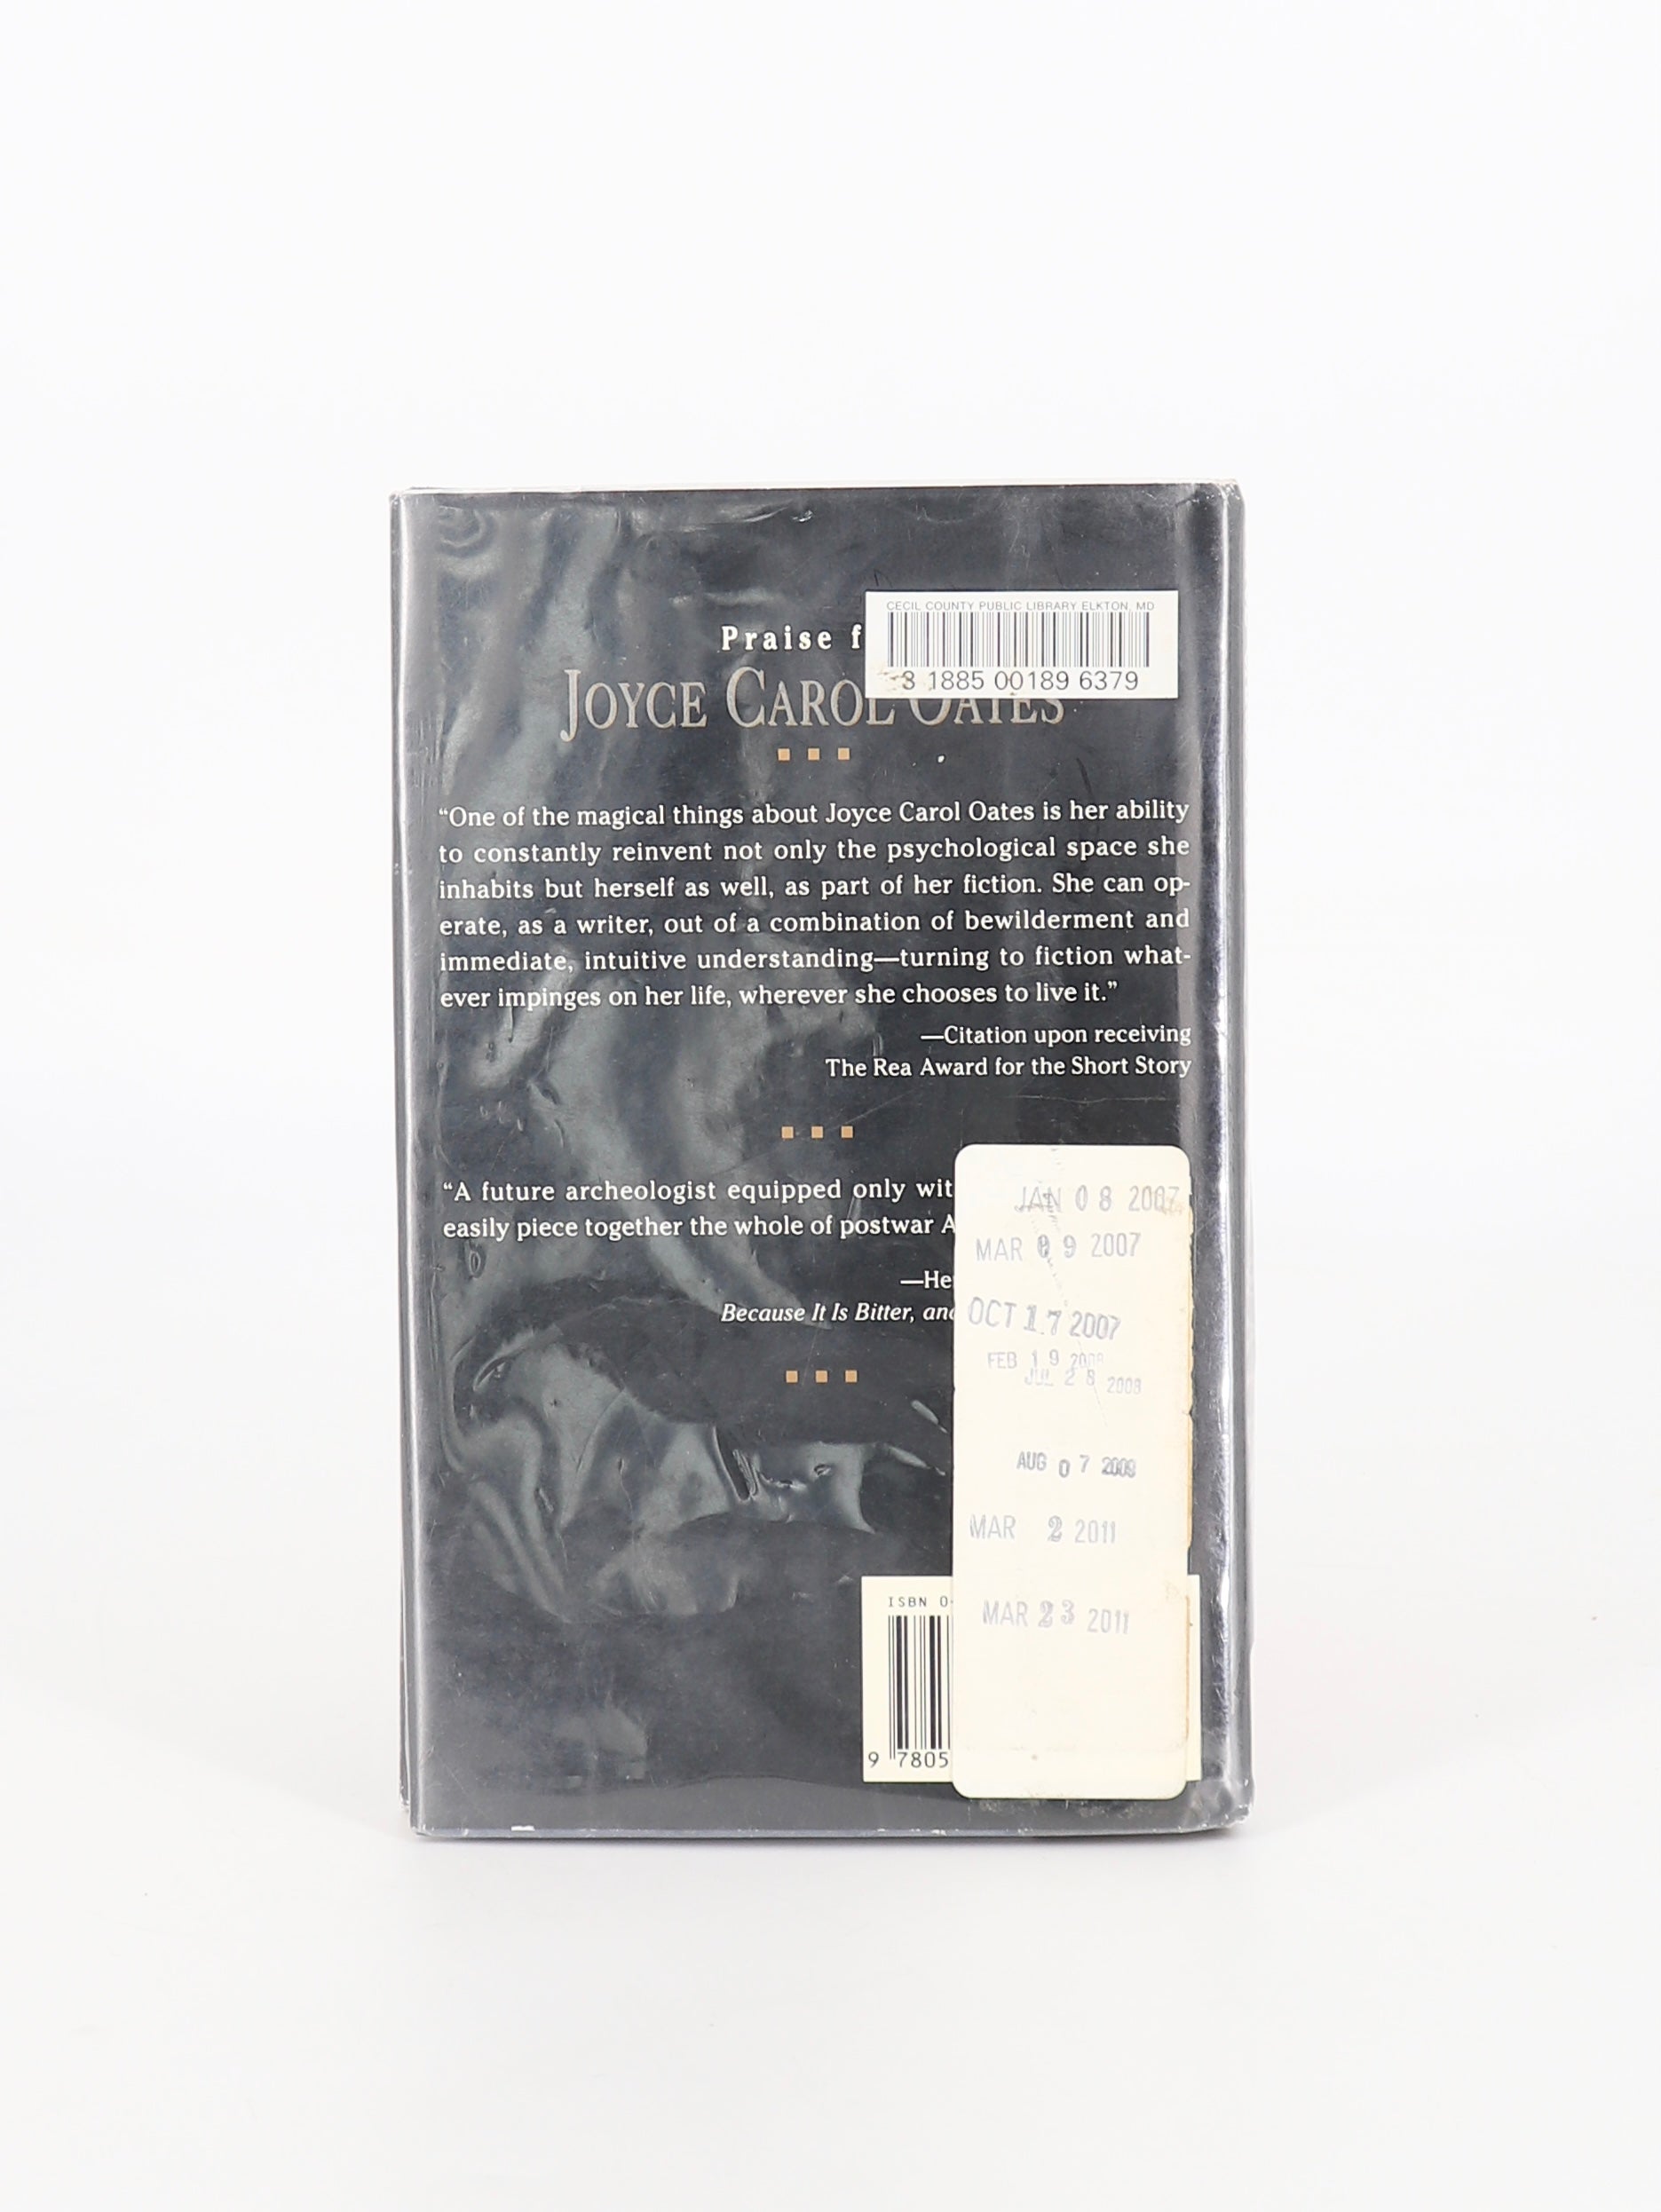 CECIL COUNTY PUBLIC LIBRARY ELKTON, MD
3 1885 00189 6379
Praise f
JOYCE CAROL OATES
“One of the magical things about Joyce Carol Oates is her ability
to constantly reinvent not only the psychological space she
inhabits but herself as well, as part of her fiction. She can op-
erate, as a writer, out of a combination of bewilderment and
immediate, intuitive understanding—turning to fiction what-
ever impinges on her life, wherever she chooses to live it.”
—Citation upon receiving
The Rea Award for the Short Story
“A future archeologist equipped only wit
easily piece together the whole of postwar A
—He
Because It Is Bitter, and
JAN 08 2007
MAR 09 2007
OCT 17 2007
FEB 19 2008
JUL 28 2008
AUG 07 2009
MAR 2 2011
MAR 23 2011
ISBN 0-
9 7805